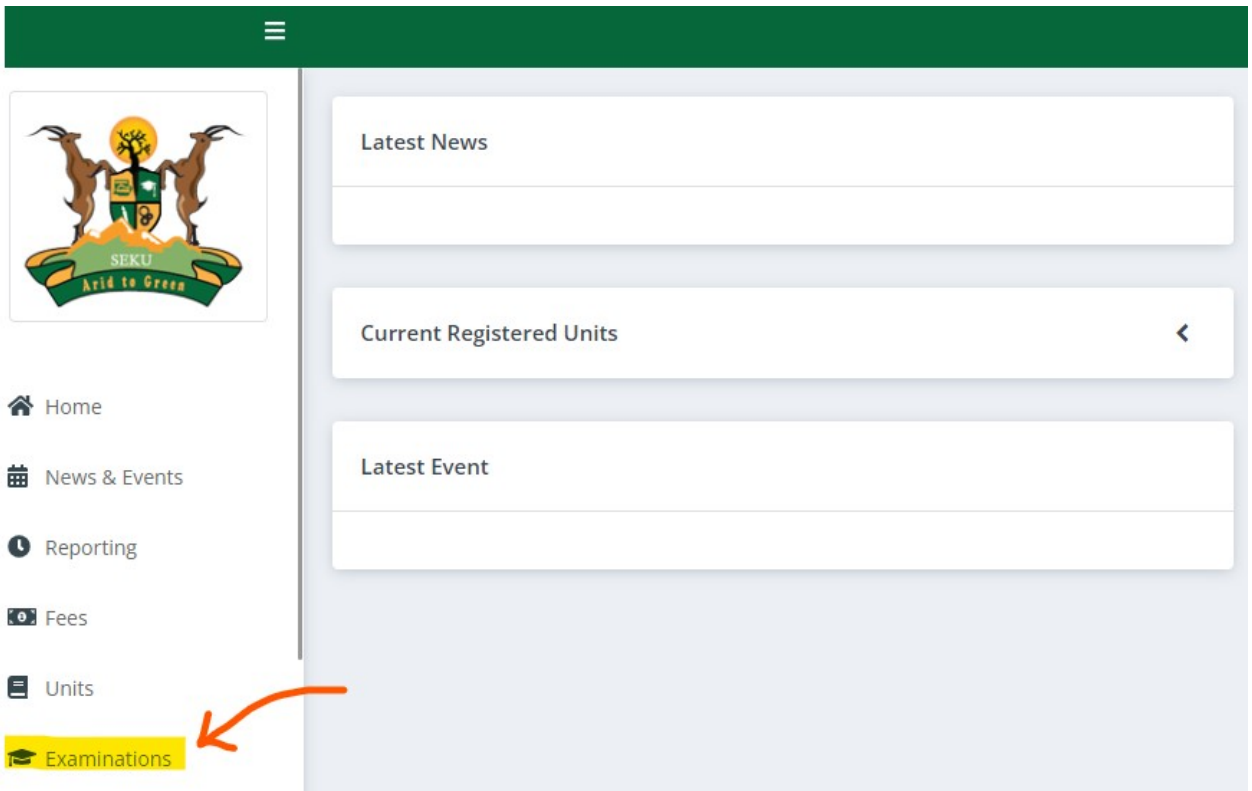 SEKU
Arid to Green
Home
News & Events
Reporting
Fees
Units
Examinations
Latest News
Current Registered Units
Latest Event